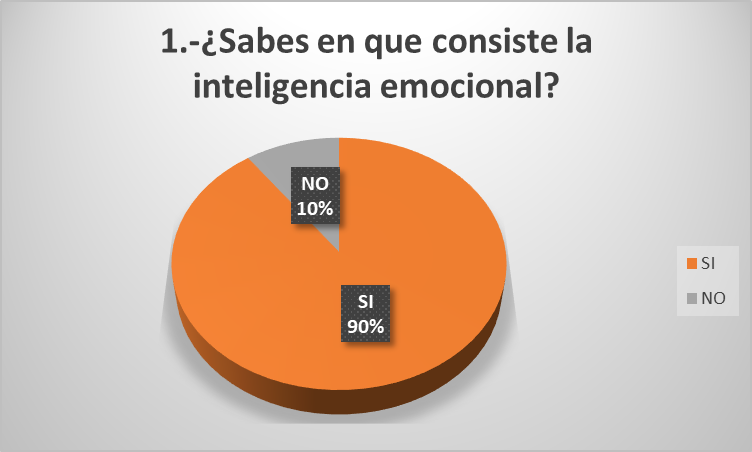 1.-¿Sabes en que consiste la
inteligencia emocional?
NO
10%
SI
90%
SI
NO